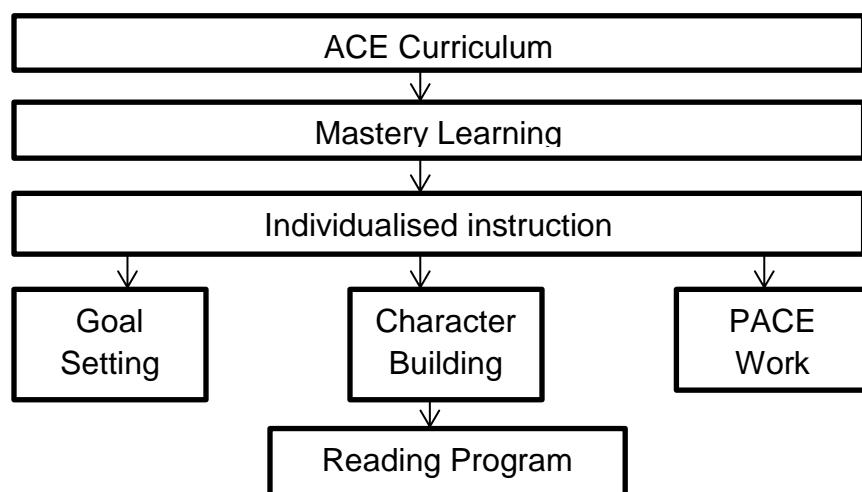 ACE Curriculum
Mastery Learning
Individualised instruction
Goal
Setting
Character
Building
PACE
Work
Reading Program